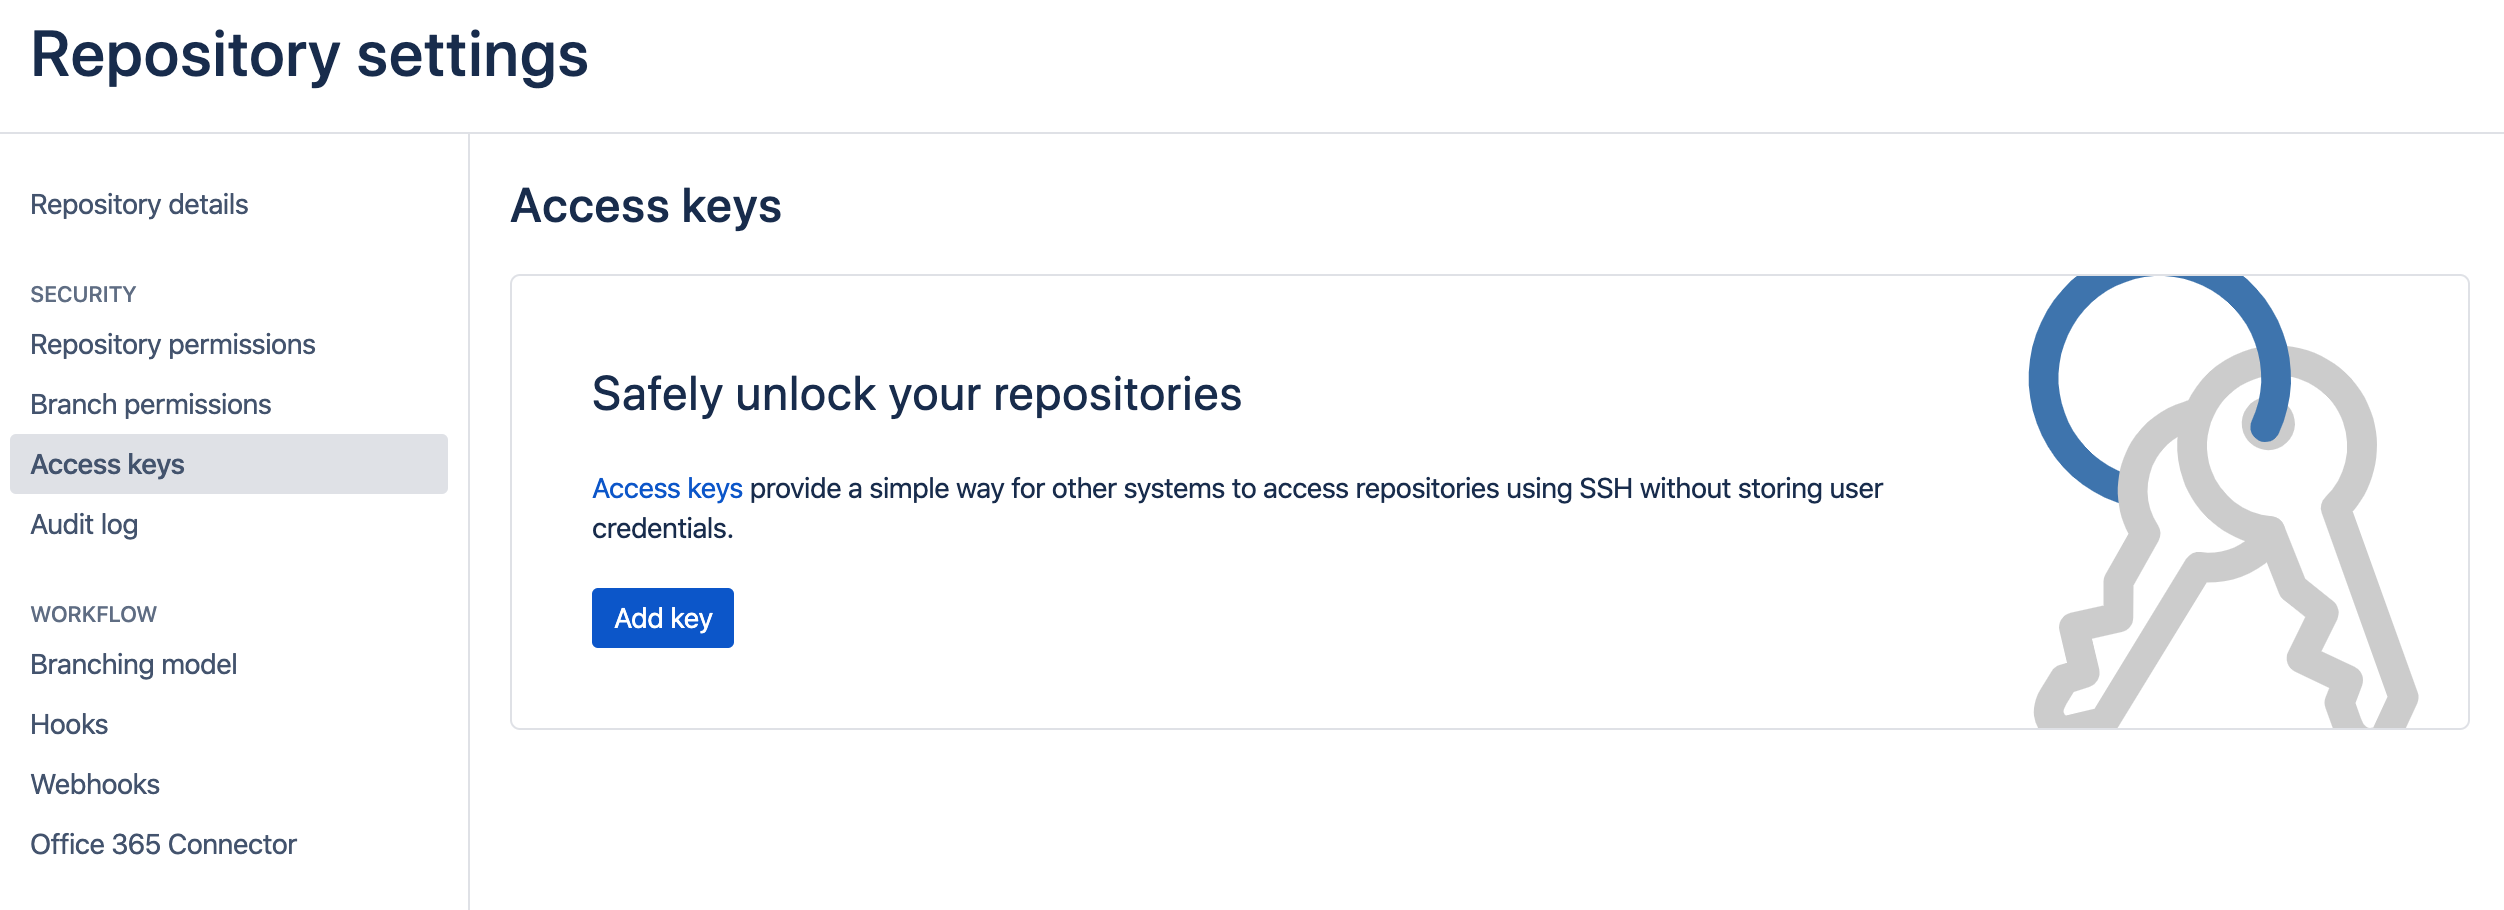 Repository settings
Repository details
SECURITY
Repository permissions
Branch permissions
Access keys
Audit log
WORKFLOW
Branching model
Hooks
Webhooks
Office 365 Connector
Access keys
Safely unlock your repositories
Access keys provide a simple way for other systems to access repositories using SSH without storing user
credentials.
Add key